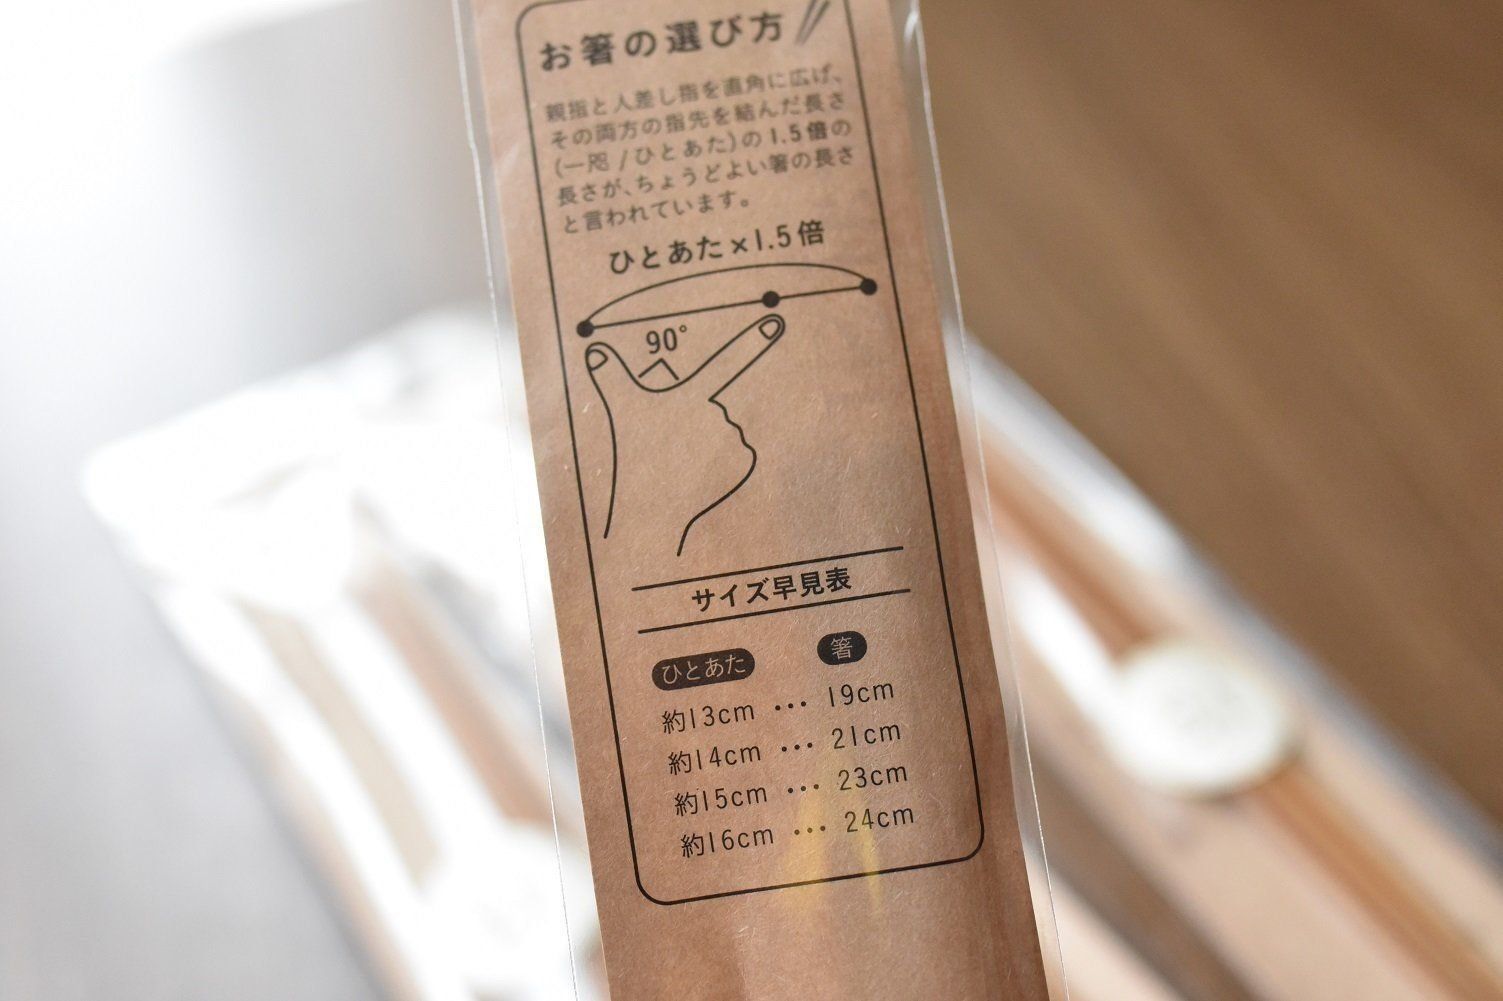 お箸の選び方
親指と人差し指を直角に広げ、
その両方の指先を結んだ長さ
(一咫 / ひとあた)の 1.5倍の
長さが、ちょうどよい箸の長さ
と言われています。
ひとあた×1.5倍
90°
サイズ早見表
ひとあた 箸
約13cm … 19cm
約14cm … 21cm
約15cm … 23cm
約16cm … 24cm